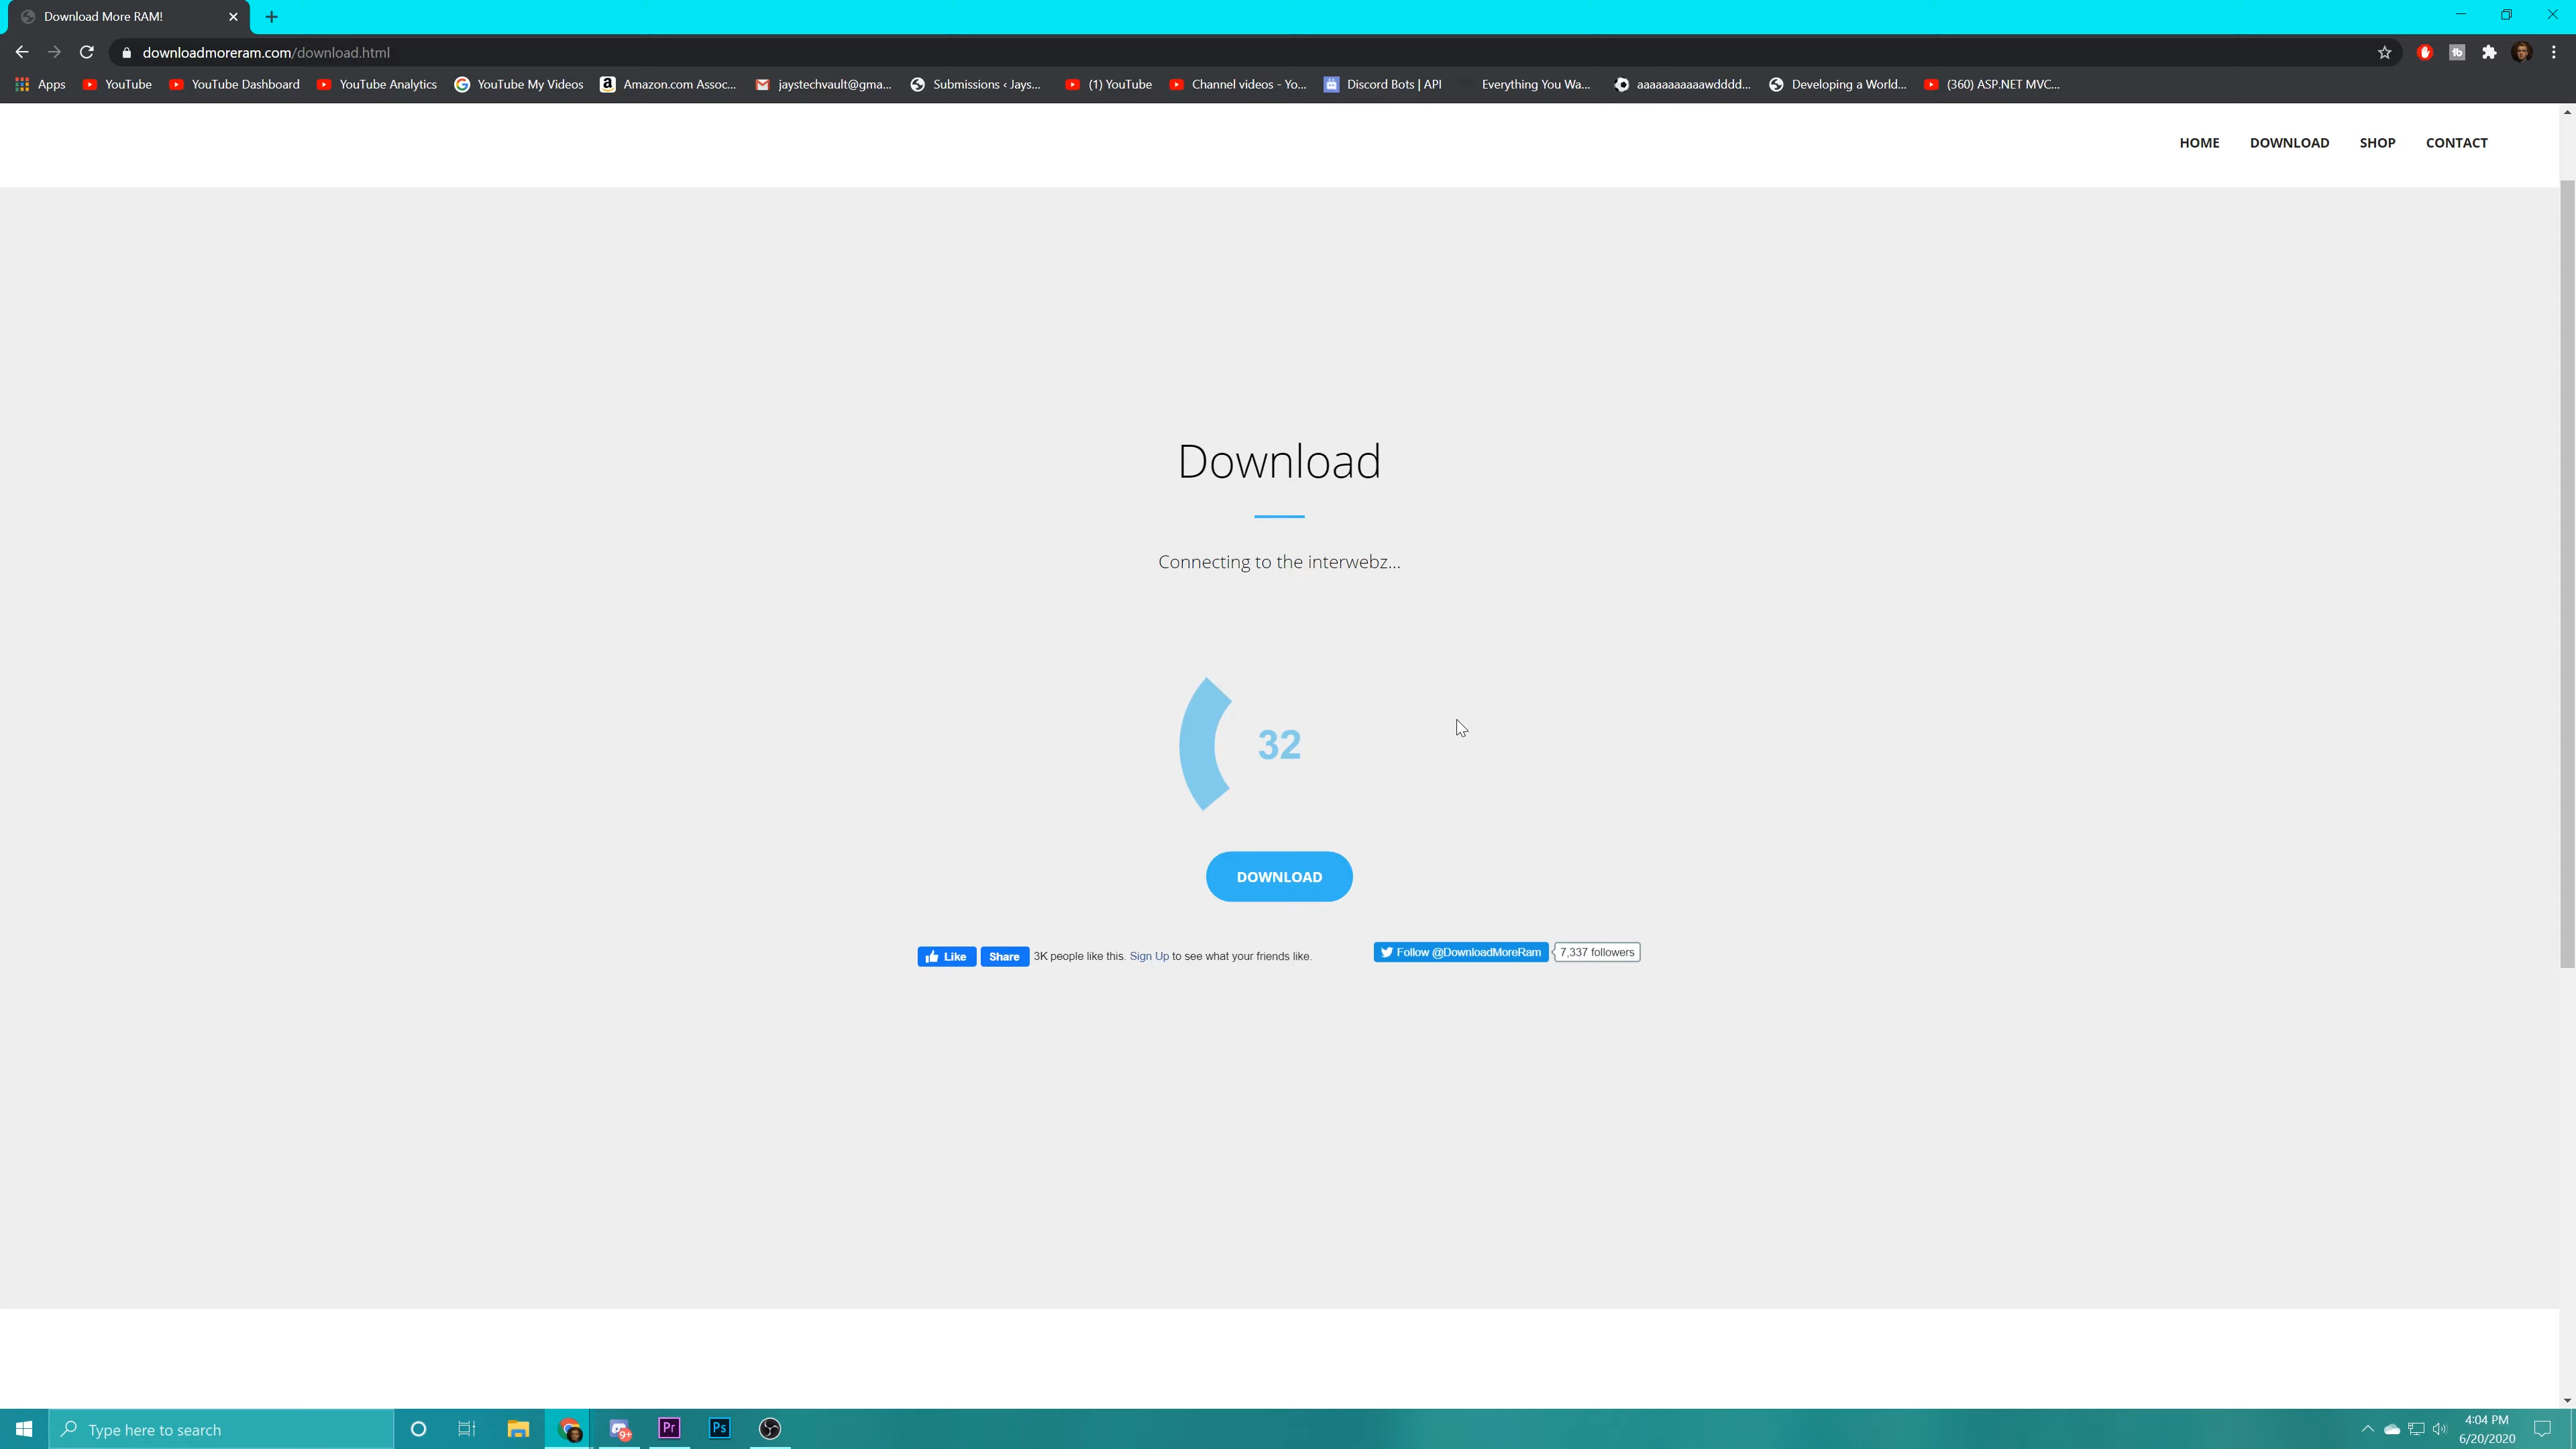 Download More RAM!
downloadmoreram.com/download.html
Apps YouTube YouTube Dashboard YouTube Analytics YouTube My Videos Amazon.com Assoc... jaystechvault@gma... Submissions ‹ Jays... (1) YouTube Channel videos - Yo... Discord Bots | API Everything You Wa... aaaaaaaaaaawdddd... Developing a World... (360) ASP.NET MVC...
HOME DOWNLOAD SHOP CONTACT
Download
Connecting to the interwebz...
32
DOWNLOAD
Like Share 3K people like this. Sign Up to see what your friends like. Follow @DownloadMoreRam 7,337 followers
Type here to search 9+ Pr Ps 4:04 PM
6/20/2020